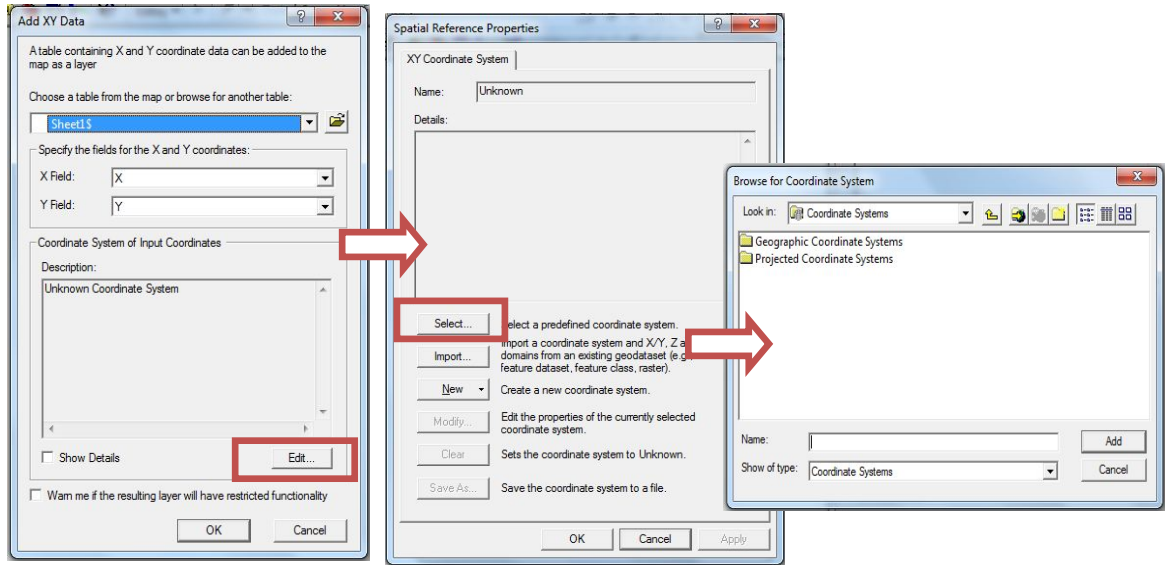 Add XY Data
A table containing X and Y coordinate data can be added to the
map as a layer
Choose a table from the map or browse for another table:
Sheet1$
Specify the fields for the X and Y coordinates:
X Field:
X
Y Field:
Y
Coordinate System of Input Coordinates
Description:
Unknown Coordinate System
Show Details
Edit...
Warn me if the resulting layer will have restricted functionality
OK
Cancel
Spatial Reference Properties
XY Coordinate System
Name:
Unknown
Details:
Select...
Select a predefined coordinate system.
Import...
Import a coordinate system and X/Y, Z a
domains from an existing geodataset (e.g.,
feature dataset, feature class, raster).
New
Create a new coordinate system.
Modify...
Edit the properties of the currently selected
coordinate system.
Clear
Sets the coordinate system to Unknown.
Save As...
Save the coordinate system to a file.
OK
Cancel
Apply
Browse for Coordinate System
Look in:
Coordinate Systems
Geographic Coordinate Systems
Projected Coordinate Systems
Name:
Add
Show of type:
Coordinate Systems
Cancel